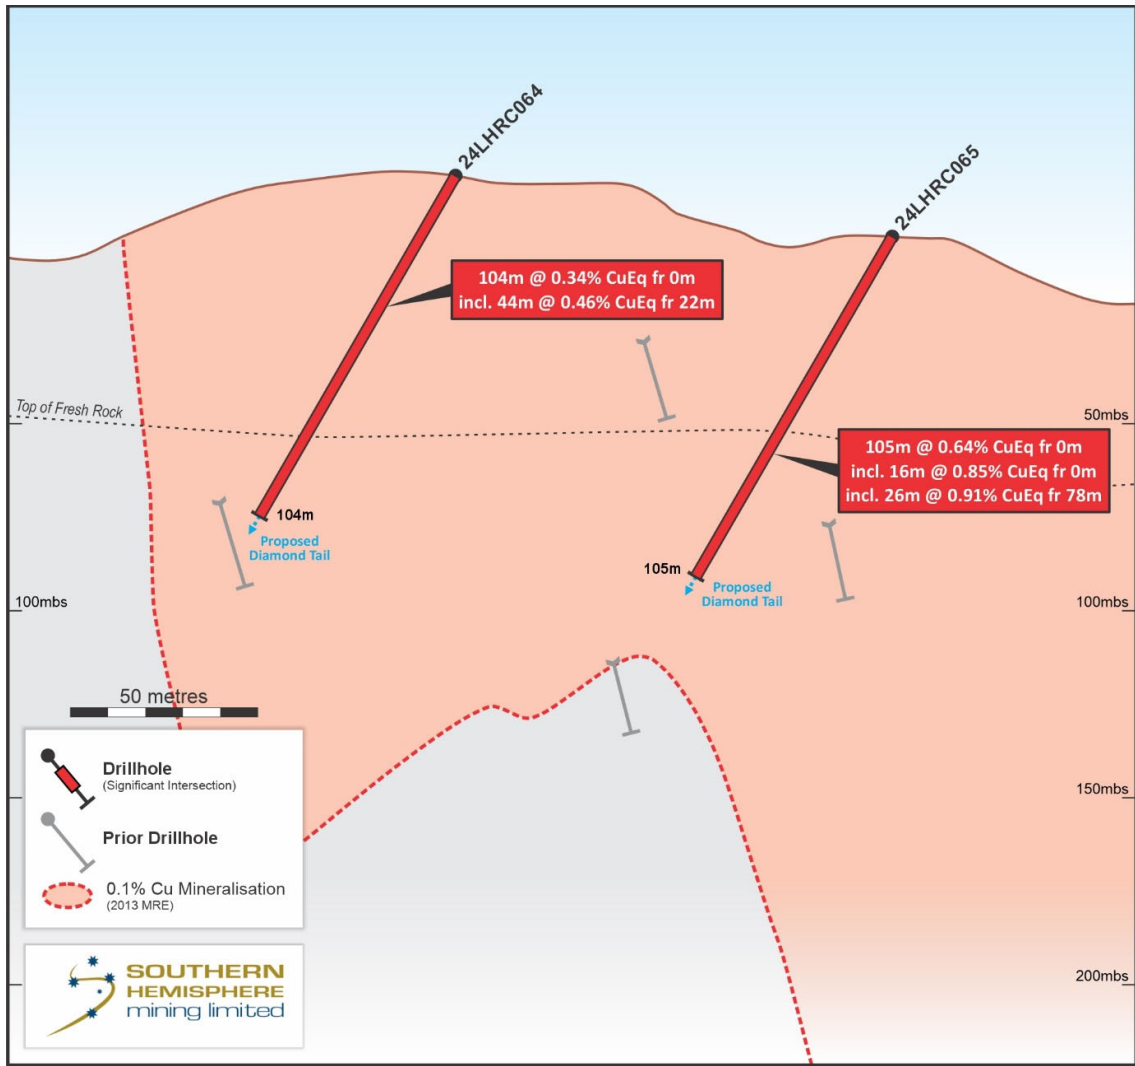 24LHRC064
24LHRC065
104m @ 0.34% CuEq fr 0m
incl. 44m @ 0.46% CuEq fr 22m
Top of Fresh Rock
50mbs
105m @ 0.64% CuEq fr 0m
incl. 16m @ 0.85% CuEq fr 0m
incl. 26m @ 0.91% CuEq fr 78m
104m
Proposed
Diamond Tail
105m
Proposed
Diamond Tail
100mbs
100mbs
50 metres
Drillhole
(Significant Intersection)
Prior Drillhole
0.1% Cu Mineralisation
(2013 MRE)
150mbs
SOUTHERN
HEMISPHERE
mining limited
200mbs